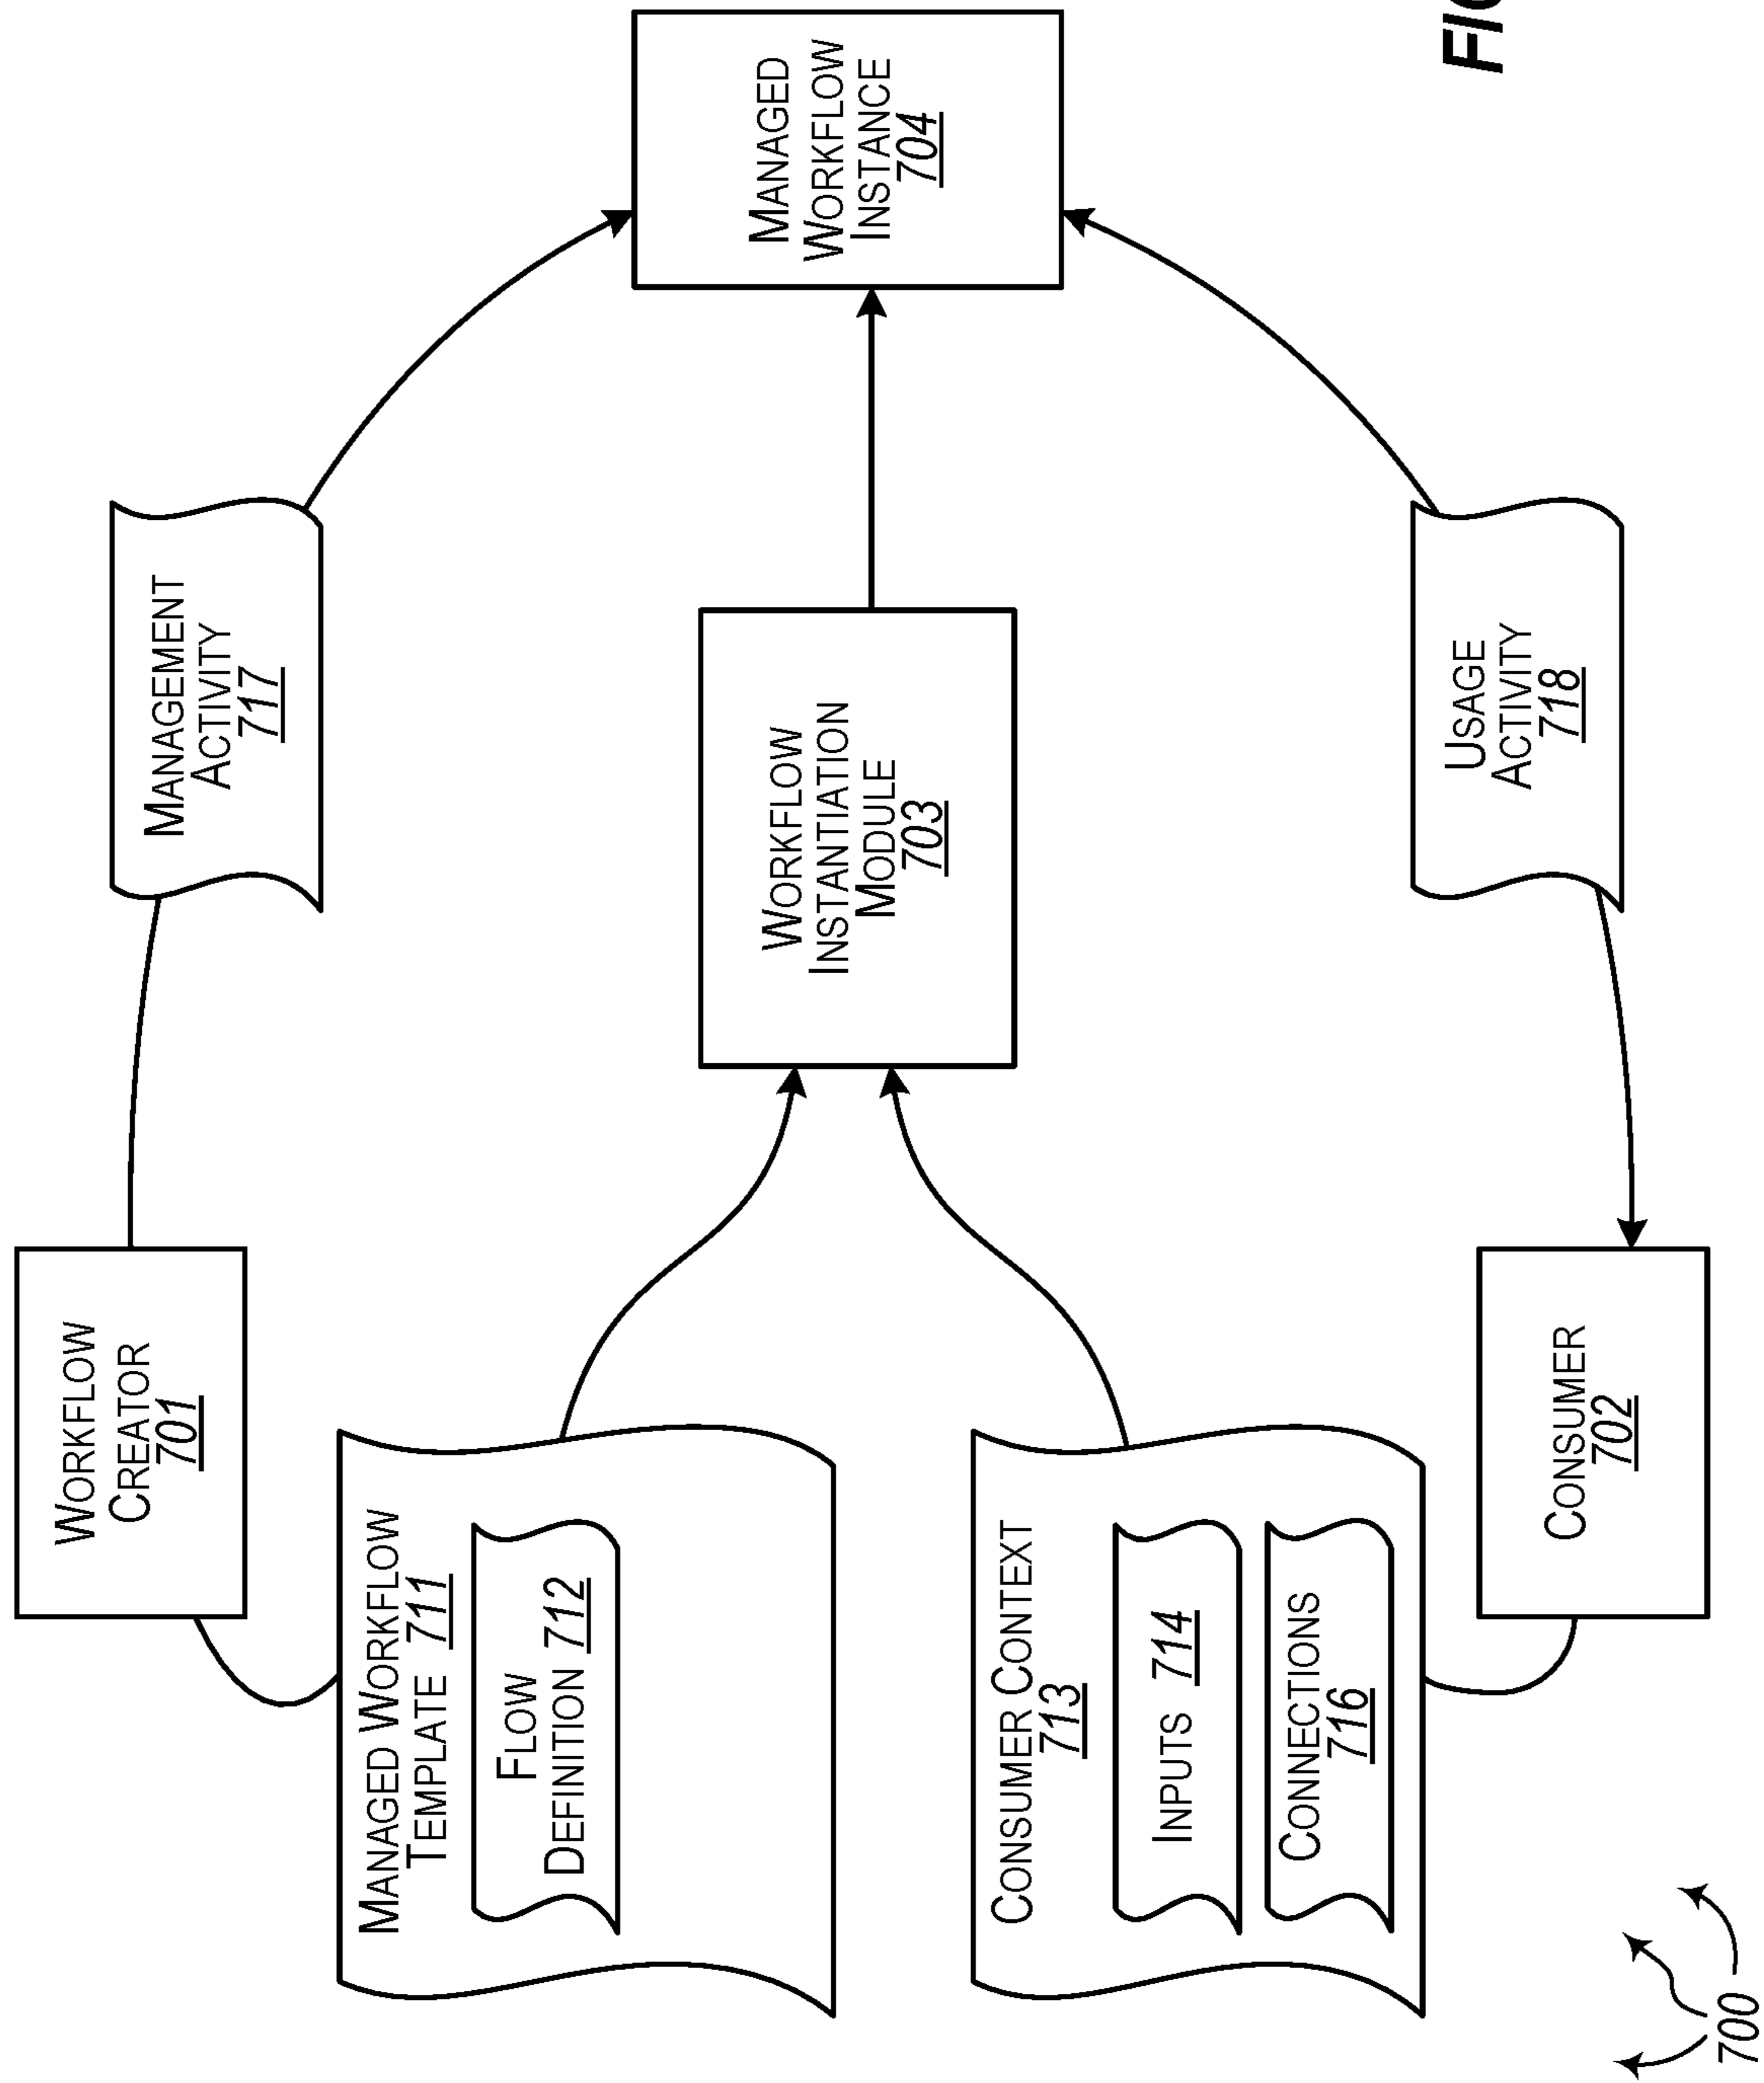 WORKFLOW
CREATOR
701
MANAGEMENT
ACTIVITY
717
MANAGED WORKFLOW
TEMPLATE 711
FLOW
DEFINITION 712
WORKFLOW
INSTANTIATION
MODULE
703
MANAGED
WORKFLOW
INSTANCE
704
CONSUMER CONTEXT
713
INPUTS 714
CONNECTIONS
716
CONSUMER
702
USAGE
ACTIVITY
718
700
FIG